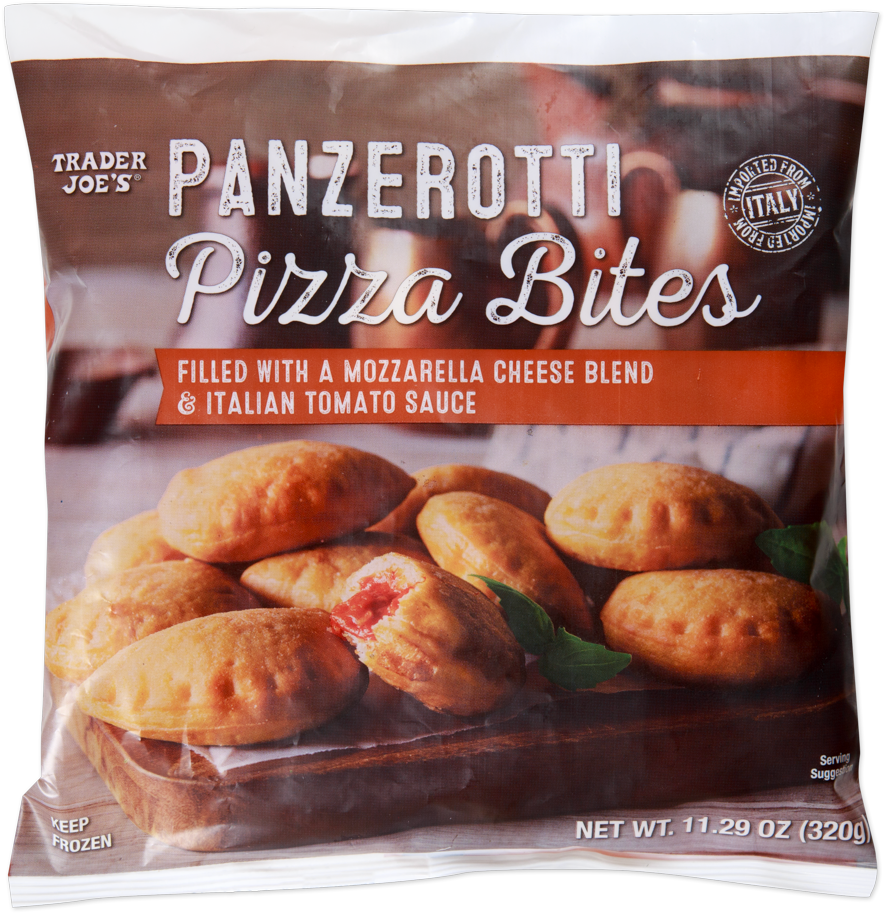 TRADER
JOE'S®
PANZEROTTI
Pizza Bites
IMPORTED FROM
ITALY
IMPORTED FROM
FILLED WITH A MOZZARELLA CHEESE BLEND
& ITALIAN TOMATO SAUCE
Serving
Suggestion
KEEP
FROZEN
NET WT. 11.29 OZ (320g)